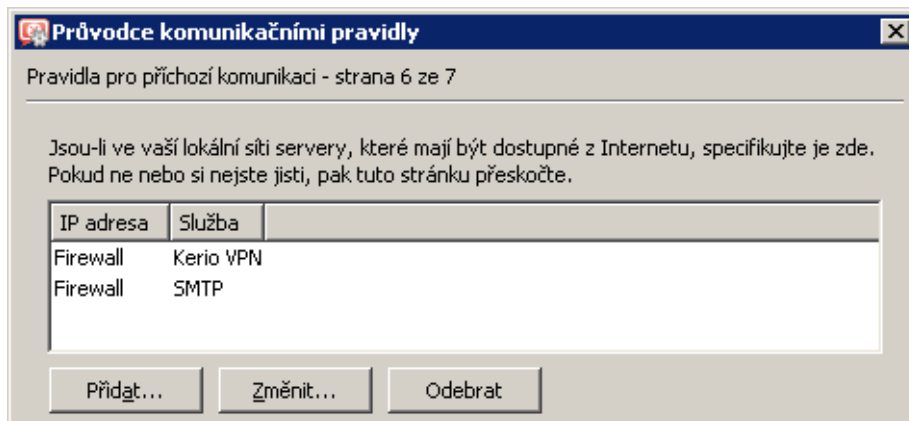 Průvodce komunikačními pravidly
Pravidla pro příchozí komunikaci - strana 6 ze 7
Jsou-li ve vaší lokální síti servery, které mají být dostupné z Internetu, specifikujte je zde.
Pokud ne nebo si nejste jisti, pak tuto stránku přeskočte.
IP adresa Služba
Firewall Kerio VPN
Firewall SMTP
Přidat... Změnit... Odebrat